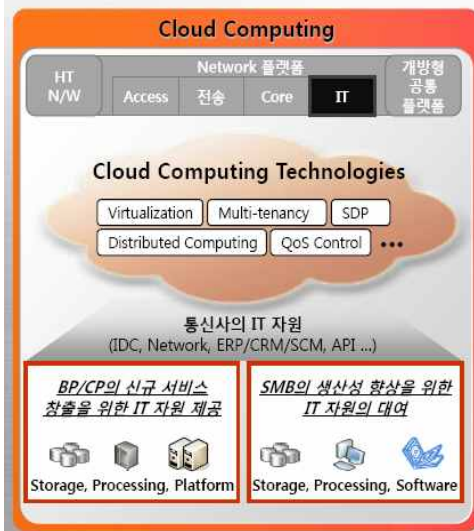 Cloud Computing
HT
N/W
Network 플랫폼
Access 전송 Core IT
개방형
공통
플랫폼
Cloud Computing Technologies
Virtualization Multi-tenancy SDP
Distributed Computing QoS Control •••
통신사의 IT 자원
(IDC, Network, ERP/CRM/SCM, API ...)
BP/CP의 신규 서비스
창출을 위한 IT 자원 제공
Storage, Processing, Platform
SMB의 생산성 향상을 위한
IT 자원의 대여
Storage, Processing, Software